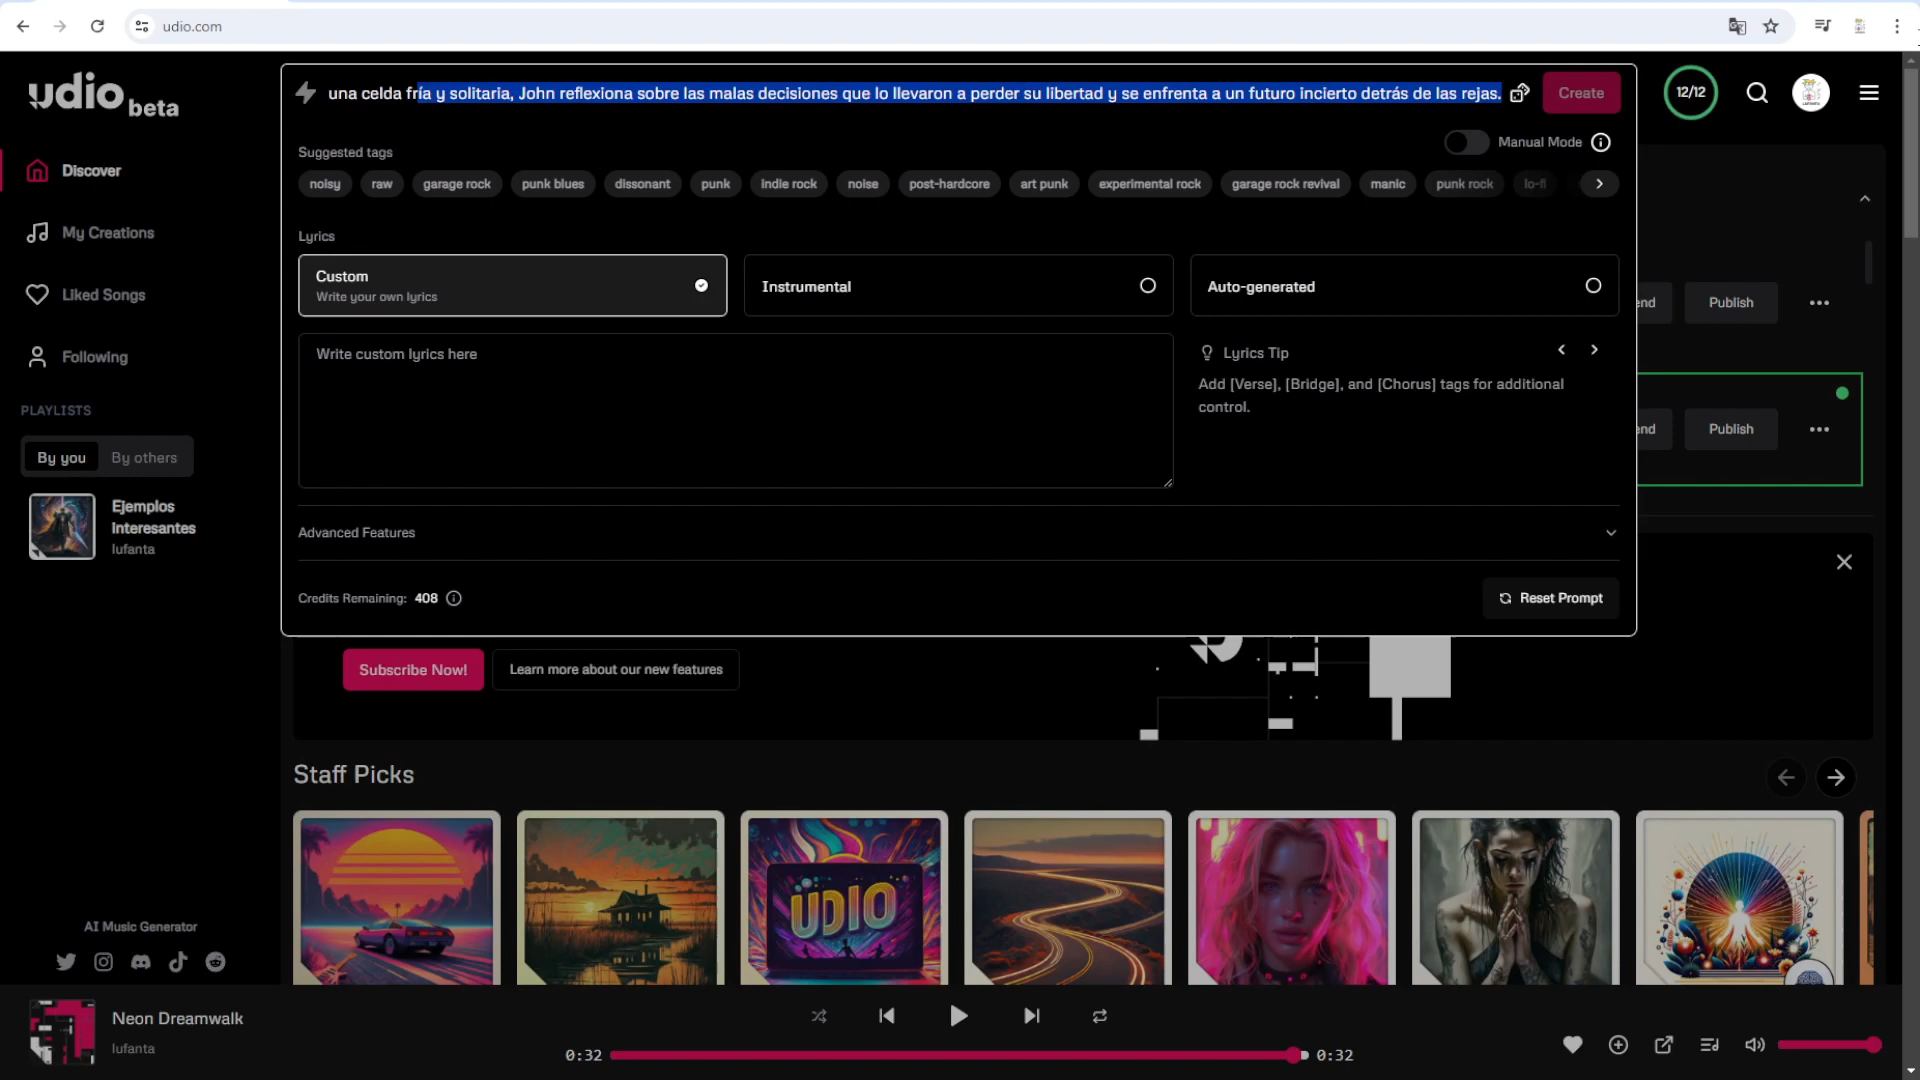 udio.com
udio beta
una celda fría y solitaria, John reflexiona sobre las malas decisiones que lo llevaron a perder su libertad y se enfrenta a un futuro incierto detrás de las rejas.
Create
12/12
Manual Mode
Suggested tags
noisy raw garage rock punk blues dissonant punk indie rock noise post-hardcore art punk experimental rock garage rock revival manic punk rock lo-fi
Lyrics
Custom
Write your own lyrics
Instrumental
Auto-generated
Write custom lyrics here
Lyrics Tip
Add [Verse], [Bridge], and [Chorus] tags for additional
control.
Advanced Features
Credits Remaining: 408
Reset Prompt
Discover
My Creations
Liked Songs
Following
PLAYLISTS
By you By others
Ejemplos
interesantes
lufanta
end Publish
end Publish
Subscribe Now!
Learn more about our new features
Staff Picks
UDIO
AI Music Generator
Neon Dreamwalk
lufanta
0:32
0:32